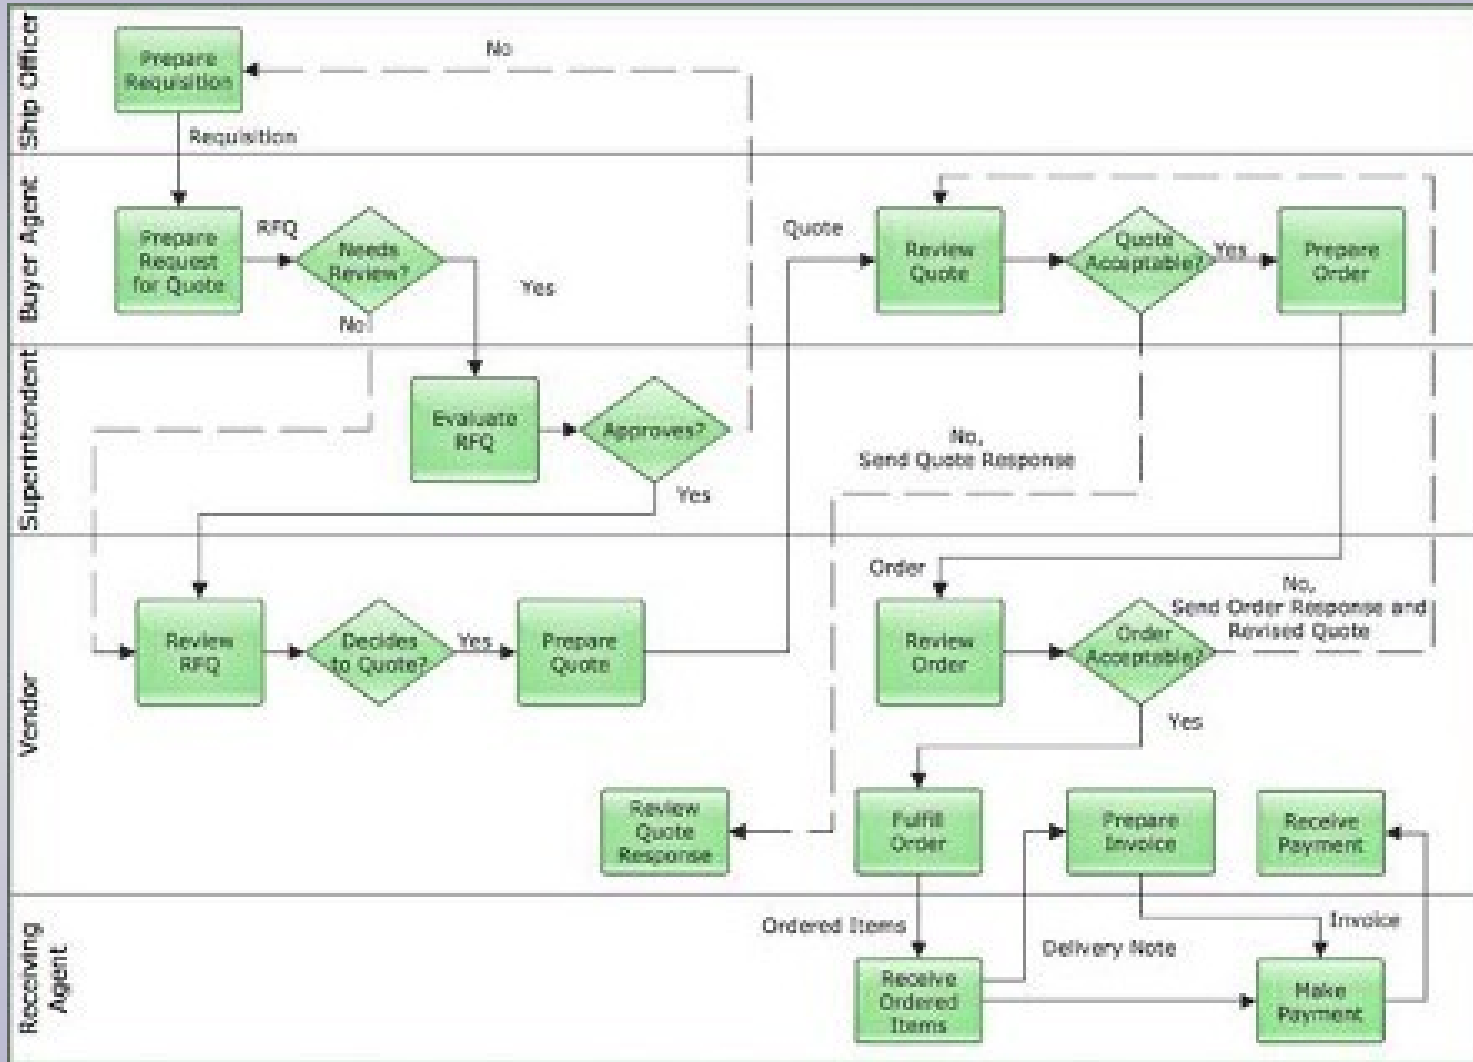 Ship Officer
Prepare
Requisition
No
Requisition
Buyer Agent
Prepare
Request
for Quote
RFQ
Needs
Review?
Yes
No
Quote
Review
Quote
Quote
Acceptable?
Yes
Prepare
Order
Superintendent
Evaluate
RFQ
Approves?
Yes
No,
Send Quote Response
Vendor
Review
RFQ
Decides
to Quote?
Yes
Prepare
Quote
Order
Review
Order
Order
Acceptable?
No,
Send Order Response and
Revised Quote
Yes
Review
Quote
Response
Fulfill
Order
Prepare
Invoice
Receive
Payment
Receiving
Agent
Ordered Items
Delivery Note
Invoice
Receive
Ordered
Items
Make
Payment